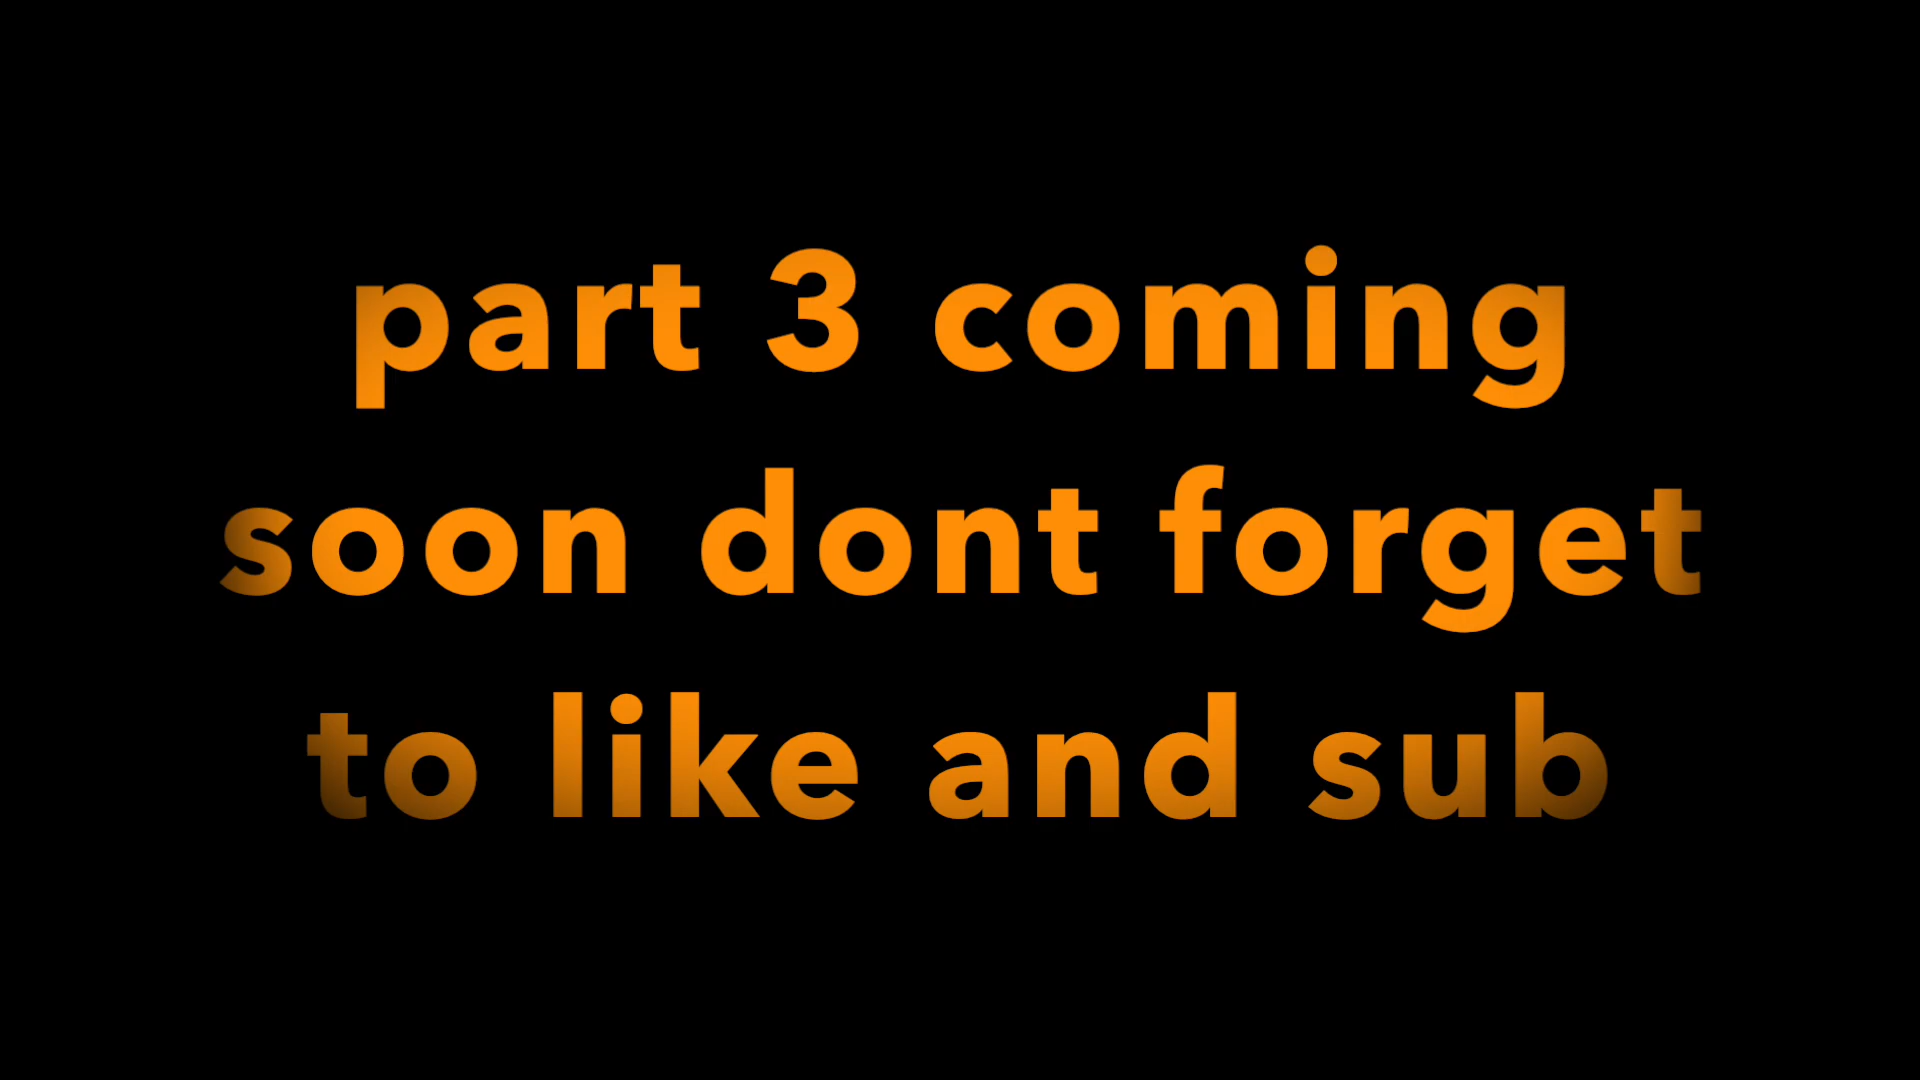 part 3 coming
soon dont forget
to like and sub